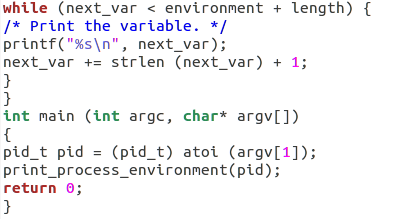 while (next_var < environment + length) {
/* Print the variable. */
printf("%s\n", next_var);
next_var += strlen (next_var) + 1;
}
}
int main (int argc, char* argv[])
{
pid_t pid = (pid_t) atoi (argv[1]);
print_process_environment(pid);
return 0;
}